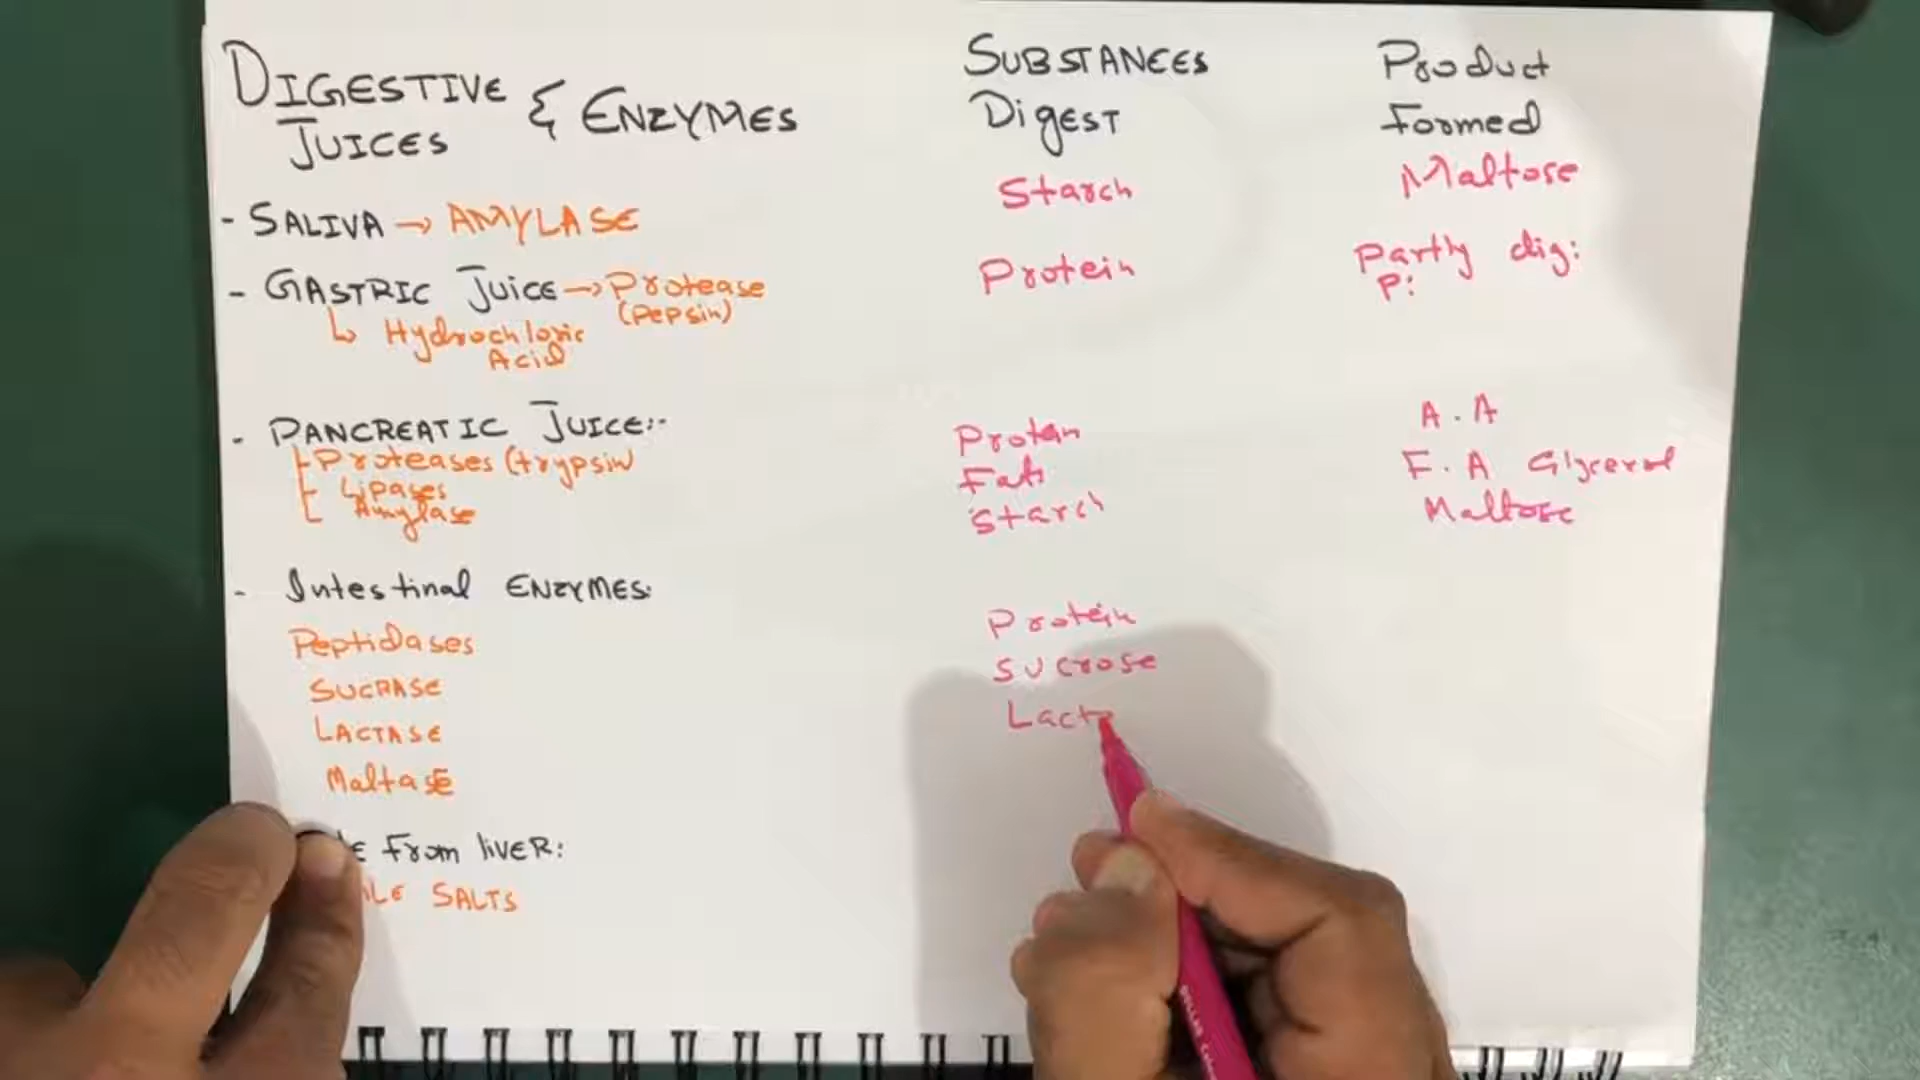 DIGESTIVE JUICES & ENZYMES
SUBSTANCES DIGEST
Product Formed
- SALIVA → AMYLASE
Starch
Maltose
- GASTRIC JUICE → Protease (Pepsin)
↳ Hydrochloric Acid
Protein
Partly dig: P:
- PANCREATIC JUICE:-
Proteases (trypsin)
Protein
A . A
Lipases
Fats
F . A Glycerol
Amylase
Starch
Maltose
- Intestinal ENZYMES:
Peptidases
Protein
SUCRASE
Sucrose
LACTASE
Lact
Maltase
From liVER:
SALTS
DOLLAR